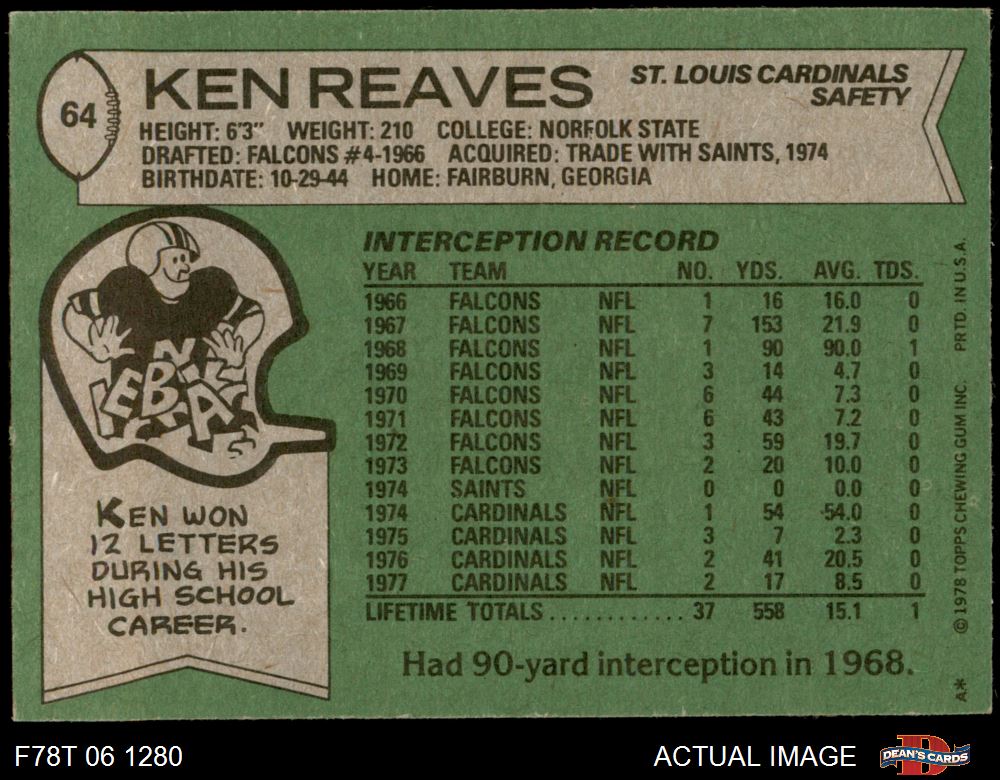 64
KEN REAVES
ST. LOUIS CARDINALS
SAFETY
HEIGHT: 6'3" WEIGHT: 210 COLLEGE: NORFOLK STATE
DRAFTED: FALCONS #4-1966 ACQUIRED: TRADE WITH SAINTS, 1974
BIRTHDATE: 10-29-44 HOME: FAIRBURN, GEORGIA
KEN WON
12 LETTERS
DURING HIS
HIGH SCHOOL
CAREER.
INTERCEPTION RECORD
YEAR TEAM NO. YDS. AVG. TDS.
1966 FALCONS NFL 1 16 16.0 0
1967 FALCONS NFL 7 153 21.9 0
1968 FALCONS NFL 1 90 90.0 1
1969 FALCONS NFL 3 14 4.7 0
1970 FALCONS NFL 6 44 7.3 0
1971 FALCONS NFL 6 43 7.2 0
1972 FALCONS NFL 3 59 19.7 0
1973 FALCONS NFL 2 20 10.0 0
1974 SAINTS NFL 0 0 0.0 0
1974 CARDINALS NFL 1 54 54.0 0
1975 CARDINALS NFL 3 7 2.3 0
1976 CARDINALS NFL 2 41 20.5 0
1977 CARDINALS NFL 2 17 8.5 0
LIFETIME TOTALS ............ 37 558 15.1 1
Had 90-yard interception in 1968.
A* © 1978 TOPPS CHEWING GUM INC. PRTD. IN U.S.A.
F78T 06 1280
ACTUAL IMAGE
DEAN'S CARDS